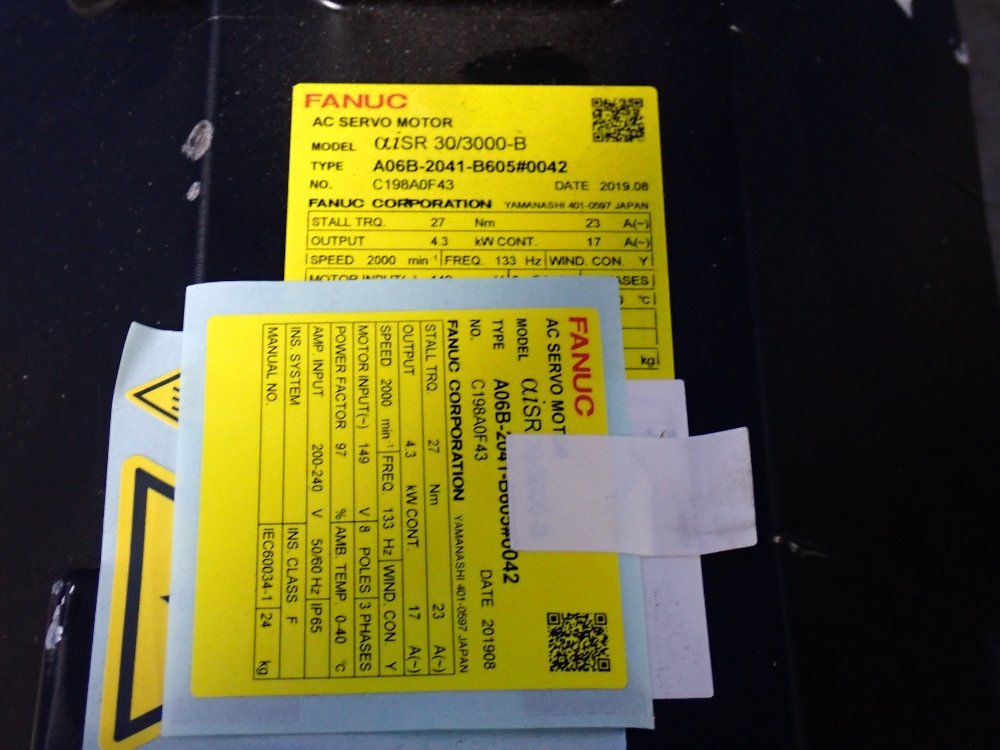 FANUC
AC SERVO MOTOR
MODEL αiSR 30/3000-B
TYPE A06B-2041-B605#0042
NO. C198A0F43 DATE 2019.08
FANUC CORPORATION YAMANASHI 401-0597 JAPAN
STALL TRQ. 27 Nm 23 A(~)
OUTPUT 4.3 kW CONT. 17 A(~)
SPEED 2000 min⁻¹ FREQ. 133 Hz WIND. CON. Y
MOTOR INPUT(~)
℃
kg
FANUC
AC SERVO MOT
MODEL αiSR
TYPE A06B-2041-B605#0042
NO. C198A0F43 DATE 201908
FANUC CORPORATION YAMANASHI 401-0597 JAPAN
STALL TRQ. 27 Nm 23 A(~)
OUTPUT 4.3 kW CONT. 17 A(~)
SPEED 2000 min⁻¹ FREQ. 133 Hz WIND. CON. Y
MOTOR INPUT(~) 149 V 8 POLES 3 PHASES
POWER FACTOR 97 % AMB. TEMP. 0-40 ℃
AMP. INPUT 200-240 V 50/60 Hz IP65
INS. SYSTEM INS. CLASS F
MANUAL NO. IEC60034-1 24 kg